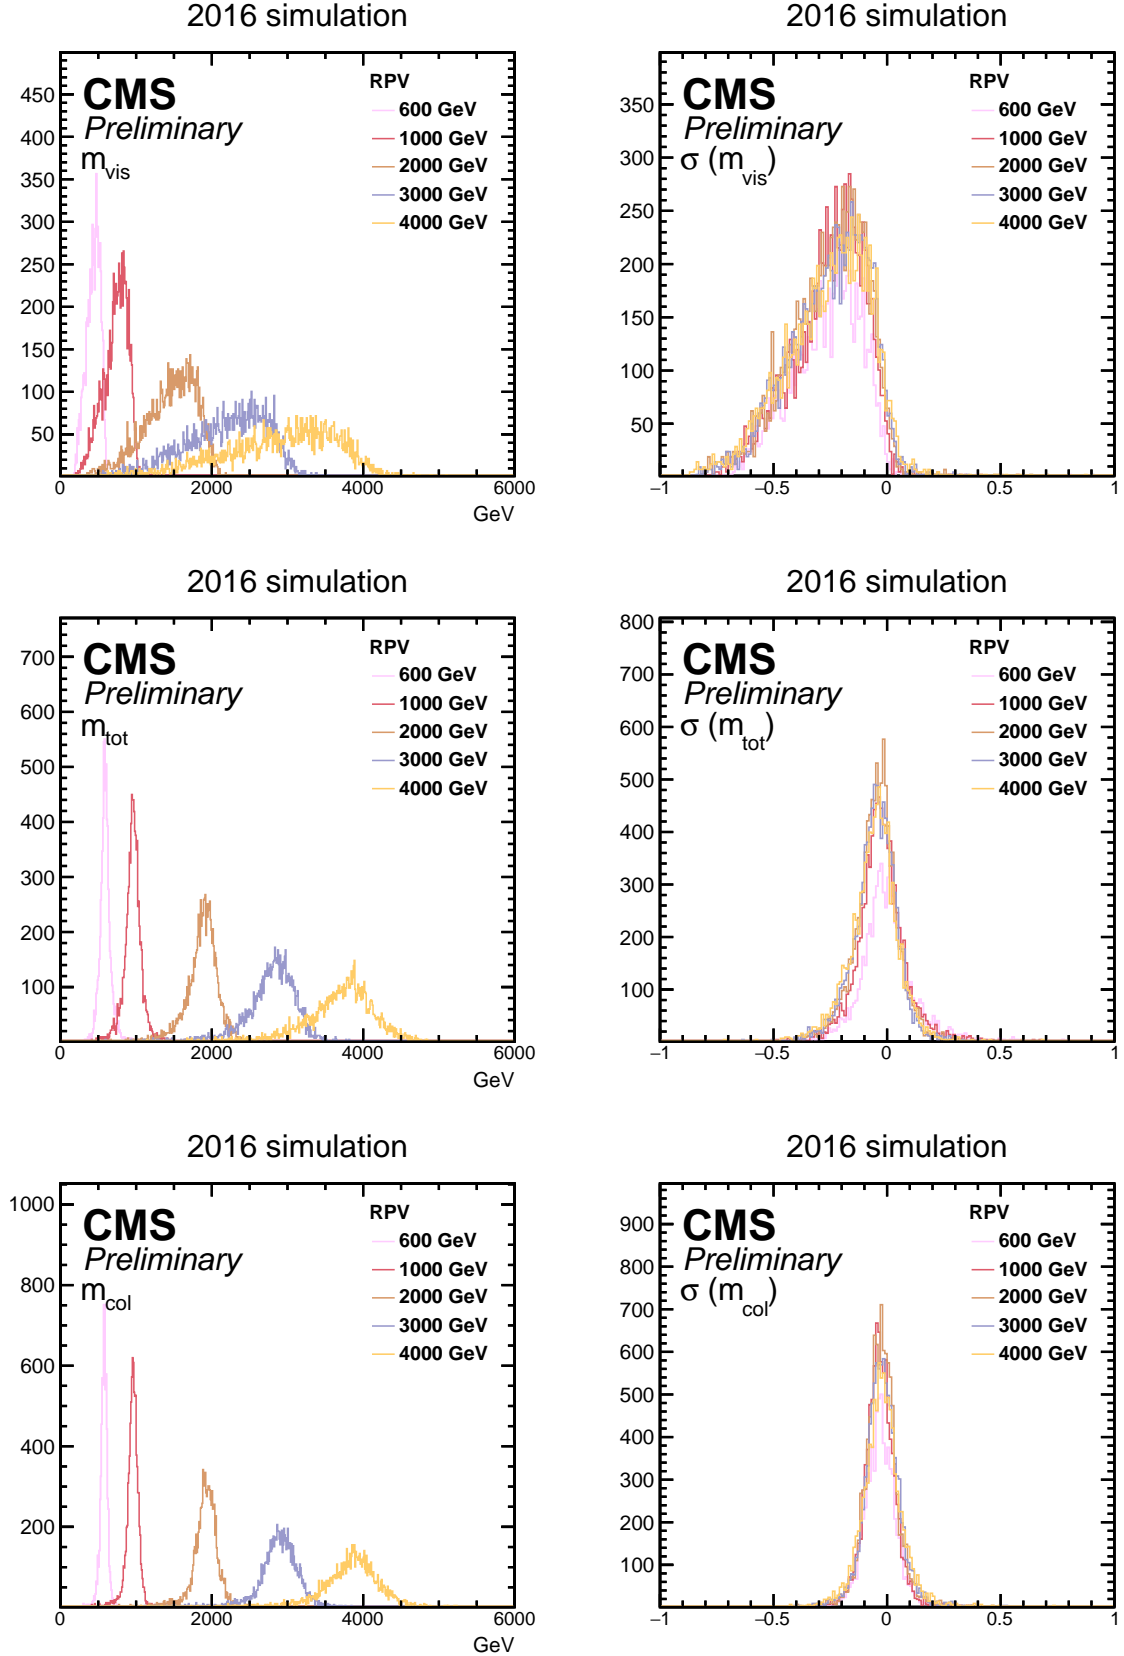 2016 simulation
CMS
Preliminary
m_vis
RPV
600 GeV
1000 GeV
2000 GeV
3000 GeV
4000 GeV
450
400
350
300
250
200
150
100
50
0 2000 4000 6000
GeV
2016 simulation
CMS
Preliminary
σ (m_vis)
RPV
600 GeV
1000 GeV
2000 GeV
3000 GeV
4000 GeV
350
300
250
200
150
100
50
−1 −0.5 0 0.5 1
2016 simulation
CMS
Preliminary
m_tot
RPV
600 GeV
1000 GeV
2000 GeV
3000 GeV
4000 GeV
700
600
500
400
300
200
100
0 2000 4000 6000
GeV
2016 simulation
CMS
Preliminary
σ (m_tot)
RPV
600 GeV
1000 GeV
2000 GeV
3000 GeV
4000 GeV
800
700
600
500
400
300
200
100
−1 −0.5 0 0.5 1
2016 simulation
CMS
Preliminary
m_col
RPV
600 GeV
1000 GeV
2000 GeV
3000 GeV
4000 GeV
1000
800
600
400
200
0 2000 4000 6000
GeV
2016 simulation
CMS
Preliminary
σ (m_col)
RPV
600 GeV
1000 GeV
2000 GeV
3000 GeV
4000 GeV
900
800
700
600
500
400
300
200
100
−1 −0.5 0 0.5 1